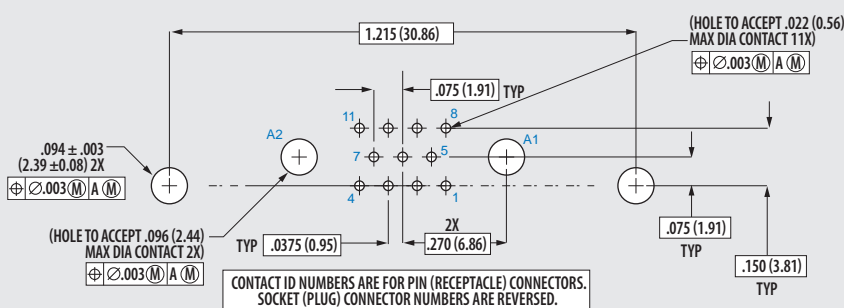 1.215 (30.86)
(HOLE TO ACCEPT .022 (0.56)
MAX DIA CONTACT 11X)
⌖ ∅.003Ⓜ A Ⓜ
.075 (1.91) TYP
11
8
A2
A1
7
5
4
1
.094 ± .003
(2.39 ±0.08) 2X
⌖ ∅.003Ⓜ A Ⓜ
(HOLE TO ACCEPT .096 (2.44)
MAX DIA CONTACT 2X)
⌖ ∅.003Ⓜ A Ⓜ
TYP .0375 (0.95)
2X
.270 (6.86)
.075 (1.91)
TYP
.150 (3.81)
TYP
CONTACT ID NUMBERS ARE FOR PIN (RECEPTACLE) CONNECTORS.
SOCKET (PLUG) CONNECTOR NUMBERS ARE REVERSED.